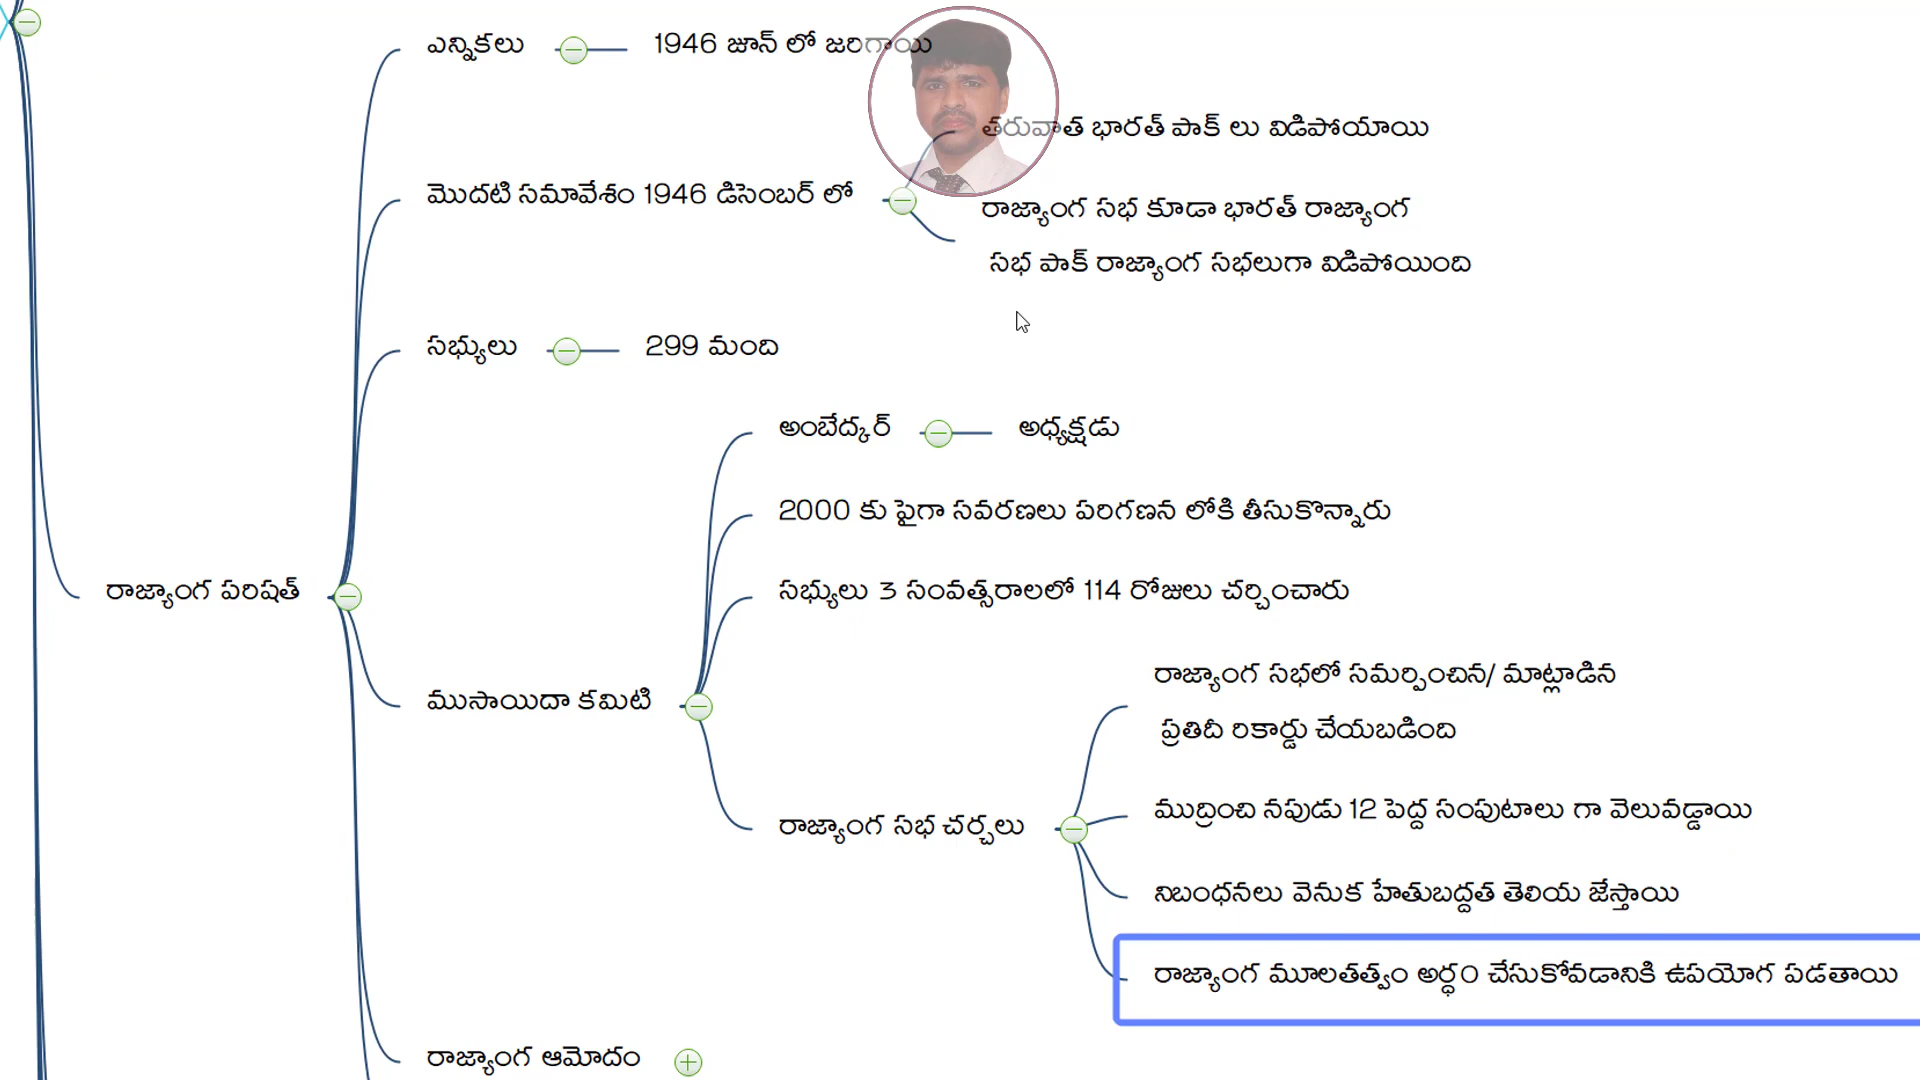 ఎన్నికలు
1946 జూన్ లో జరిగాయి
తరువాత భారత్ పాక్ లు విడిపోయాయి
మొదటి సమావేశం 1946 డిసెంబర్ లో
రాజ్యాంగ సభ కూడా భారత్ రాజ్యాంగ
సభ పాక్ రాజ్యాంగ సభలుగా విడిపోయింది
సభ్యులు
299 మంది
అంబేద్కర్
అధ్యక్షడు
2000 కు పైగా సవరణలు పరిగణన లోకి తీసుకొన్నారు
రాజ్యాంగ పరిషత్
సభ్యులు 3 సంవత్సరాలలో 114 రోజులు చర్చించారు
ముసాయిదా కమిటి
రాజ్యాంగ సభలో సమర్పించిన/ మాట్లాడిన
ప్రతిదీ రికార్డు చేయబడింది
రాజ్యాంగ సభ చర్చలు
ముద్రించి నపుడు 12 పెద్ద సంపుటాలు గా వెలువడ్డాయి
నిబంధనలు వెనుక హేతుబద్దత తెలియ జేస్తాయి
రాజ్యాంగ మూలతత్వం అర్ధం చేసుకోవడానికి ఉపయోగ పడతాయి
రాజ్యాంగ ఆమోదం